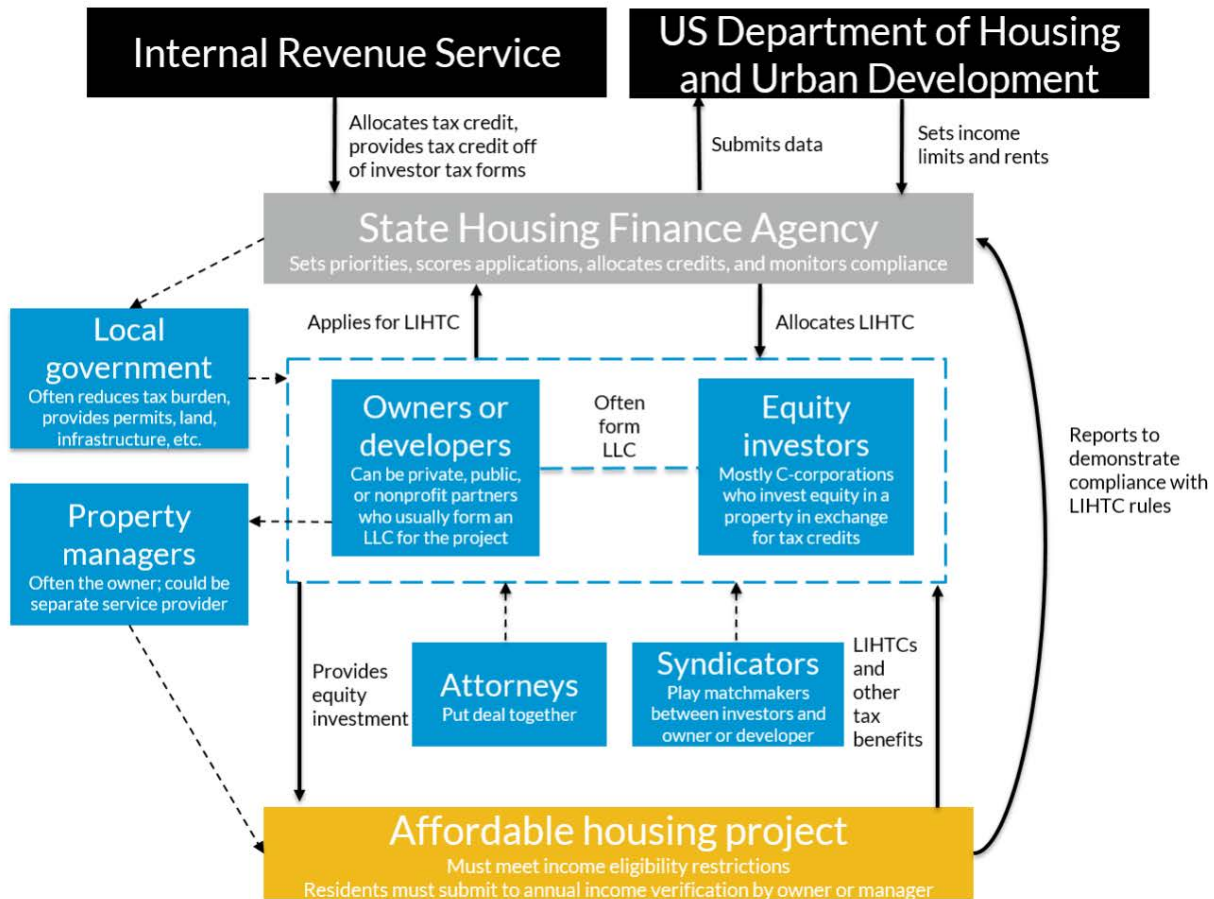 Internal Revenue Service
US Department of Housing
and Urban Development
Allocates tax credit,
provides tax credit off
of investor tax forms
Submits data
Sets income
limits and rents
State Housing Finance Agency
Sets priorities, scores applications, allocates credits, and monitors compliance
Local
government
Often reduces tax burden,
provides permits, land,
infrastructure, etc.
Applies for LIHTC
Allocates LIHTC
Owners or
developers
Can be private, public,
or nonprofit partners
who usually form an
LLC for the project
Often
form
LLC
Equity
investors
Mostly C-corporations
who invest equity in a
property in exchange
for tax credits
Reports to
demonstrate
compliance with
LIHTC rules
Property
managers
Often the owner; could be
separate service provider
Provides
equity
investment
Attorneys
Put deal together
Syndicators
Play matchmakers
between investors and
owner or developer
LIHTCs
and
other
tax
benefits
Affordable housing project
Must meet income eligibility restrictions
Residents must submit to annual income verification by owner or manager